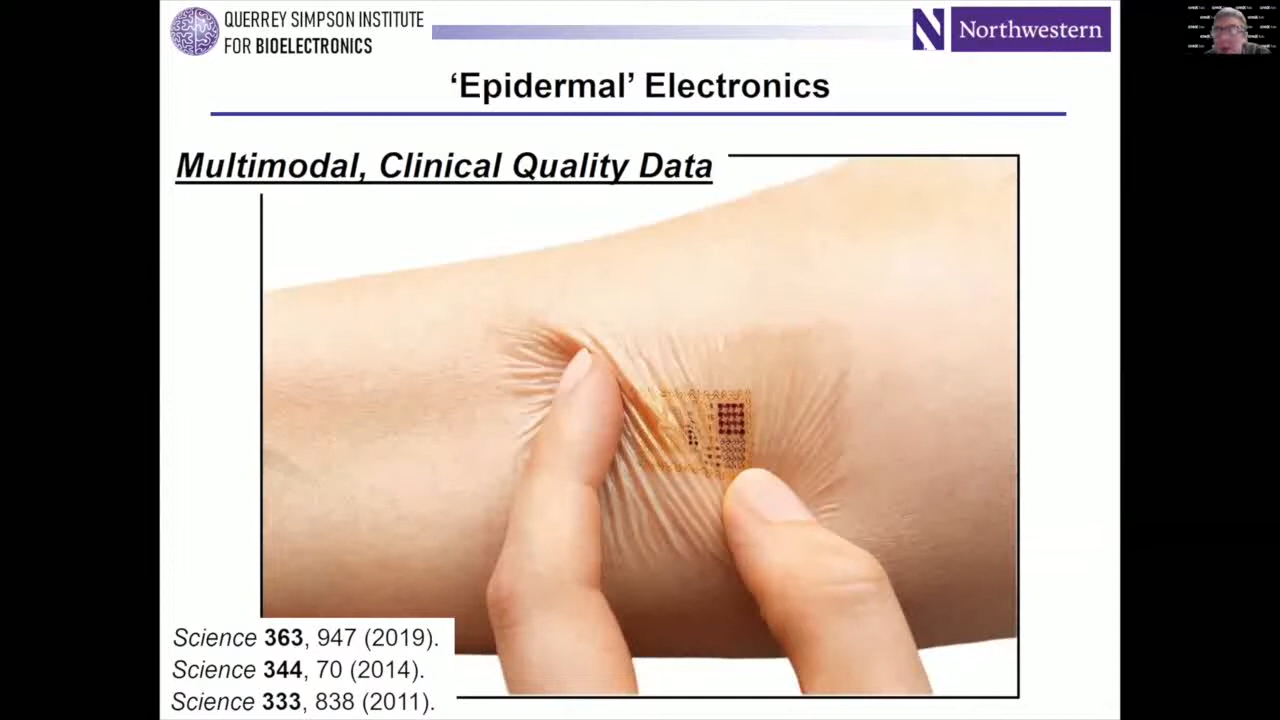 QUERREY SIMPSON INSTITUTE
FOR BIOELECTRONICS
N Northwestern
‘Epidermal’ Electronics
Multimodal, Clinical Quality Data
Science 363, 947 (2019).
Science 344, 70 (2014).
Science 333, 838 (2011).